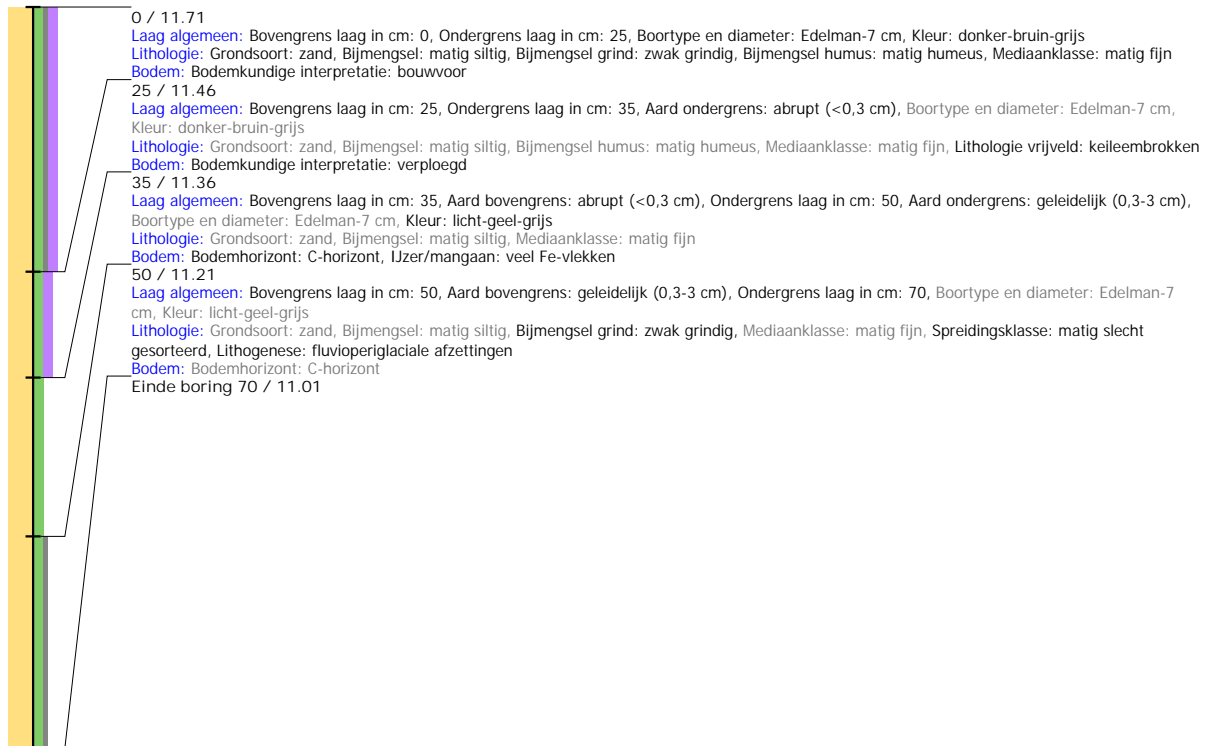 0 / 11.71
Laag algemeen: Bovengrens laag in cm: 0, Ondergrens laag in cm: 25, Boortype en diameter: Edelman-7 cm, Kleur: donker-bruin-grijs
Lithologie: Grondsoort: zand, Bijmengsel: matig siltig, Bijmengsel grind: zwak grindig, Bijmengsel humus: matig humeus, Mediaanklasse: matig fijn
Bodem: Bodemkundige interpretatie: bouwvoor
25 / 11.46
Laag algemeen: Bovengrens laag in cm: 25, Ondergrens laag in cm: 35, Aard ondergrens: abrupt (<0,3 cm), Boortype en diameter: Edelman-7 cm,
Kleur: donker-bruin-grijs
Lithologie: Grondsoort: zand, Bijmengsel: matig siltig, Bijmengsel humus: matig humeus, Mediaanklasse: matig fijn, Lithologie vrijveld: keileembrokken
Bodem: Bodemkundige interpretatie: verploegd
35 / 11.36
Laag algemeen: Bovengrens laag in cm: 35, Aard bovengrens: abrupt (<0,3 cm), Ondergrens laag in cm: 50, Aard ondergrens: geleidelijk (0,3-3 cm),
Boortype en diameter: Edelman-7 cm, Kleur: licht-geel-grijs
Lithologie: Grondsoort: zand, Bijmengsel: matig siltig, Mediaanklasse: matig fijn
Bodem: Bodemhorizont: C-horizont, IJzer/mangaan: veel Fe-vlekken
50 / 11.21
Laag algemeen: Bovengrens laag in cm: 50, Aard bovengrens: geleidelijk (0,3-3 cm), Ondergrens laag in cm: 70, Boortype en diameter: Edelman-7
cm, Kleur: licht-geel-grijs
Lithologie: Grondsoort: zand, Bijmengsel: matig siltig, Bijmengsel grind: zwak grindig, Mediaanklasse: matig fijn, Spreidingsklasse: matig slecht
gesorteerd, Lithogenese: fluvioperiglaciale afzettingen
Bodem: Bodemhorizont: C-horizont
Einde boring 70 / 11.01